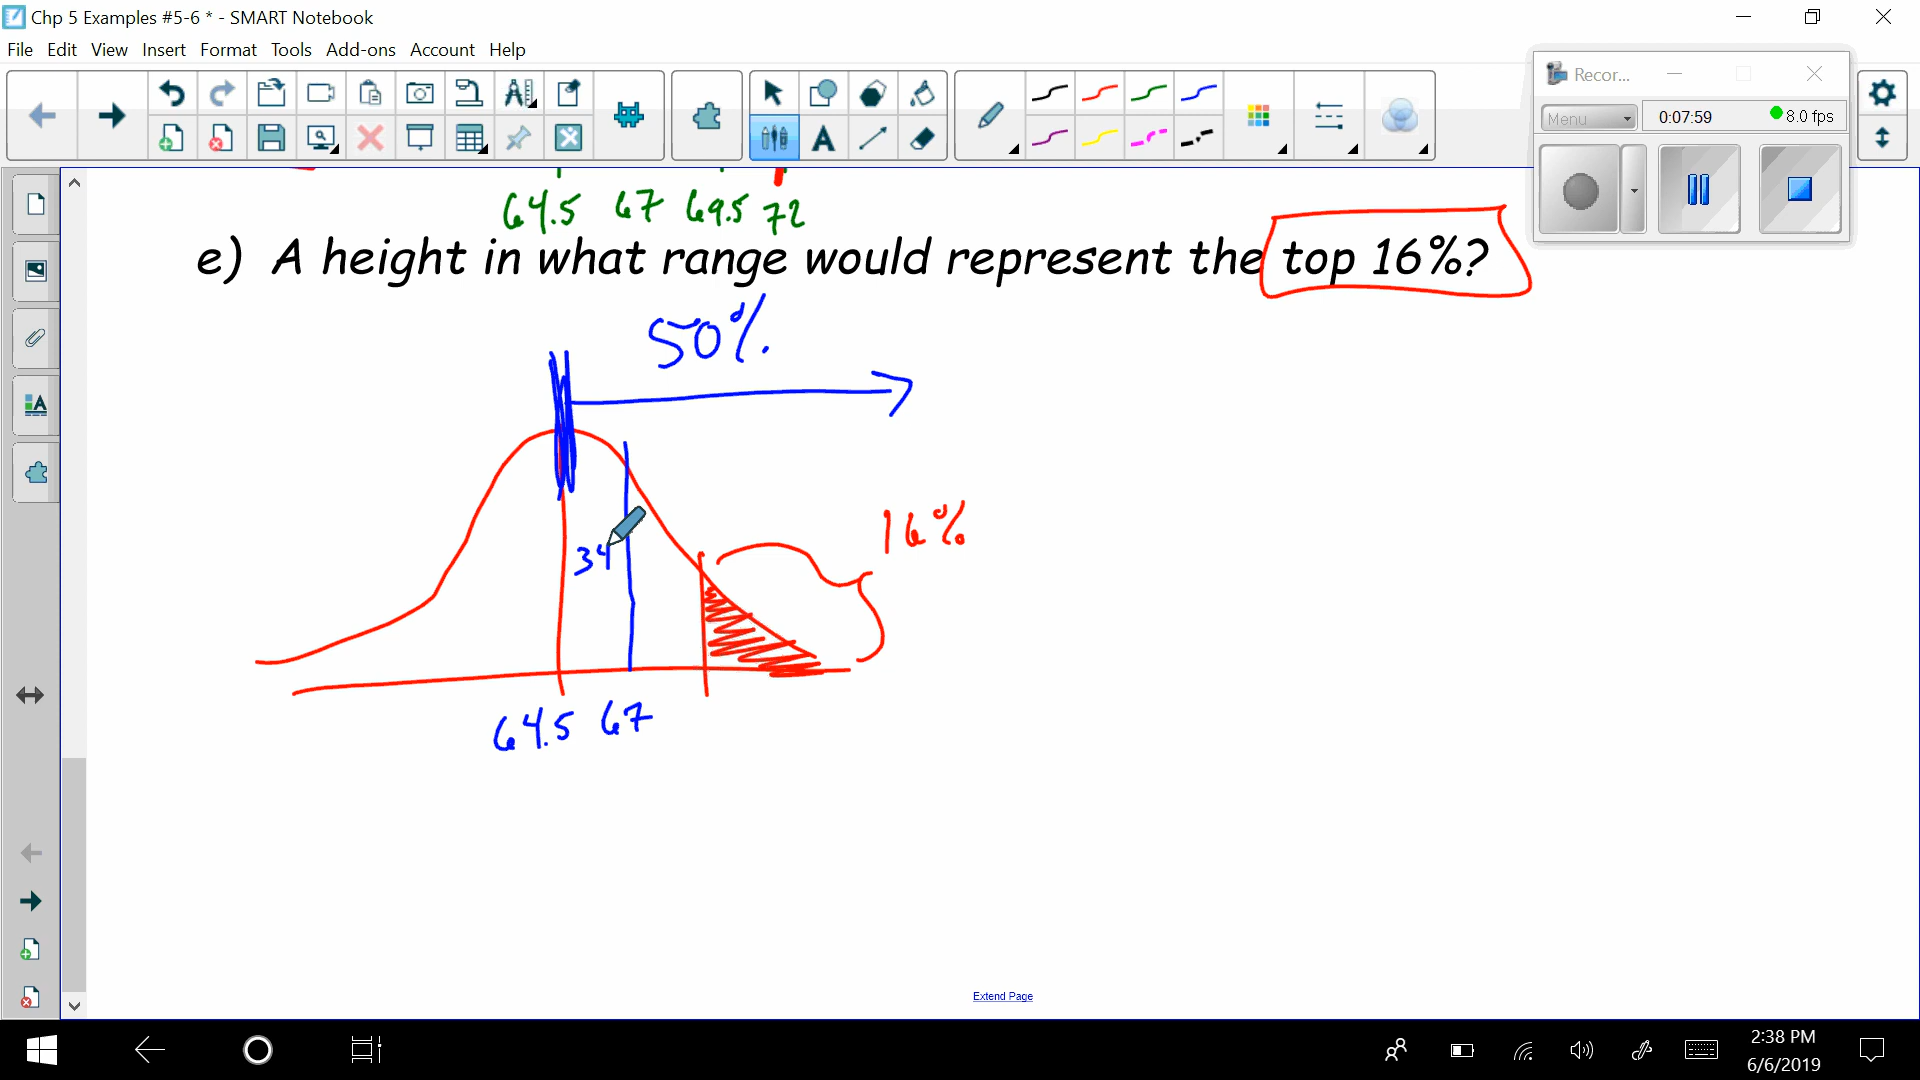 Chp 5 Examples #5-6 * - SMART Notebook
File Edit View Insert Format Tools Add-ons Account Help
Recor...
Menu 0:07:59 8.0 fps
64.5 67 69.5 72
e) A height in what range would represent the top 16%?
50%
16%
34
64.5 67
Extend Page
2:38 PM
6/6/2019